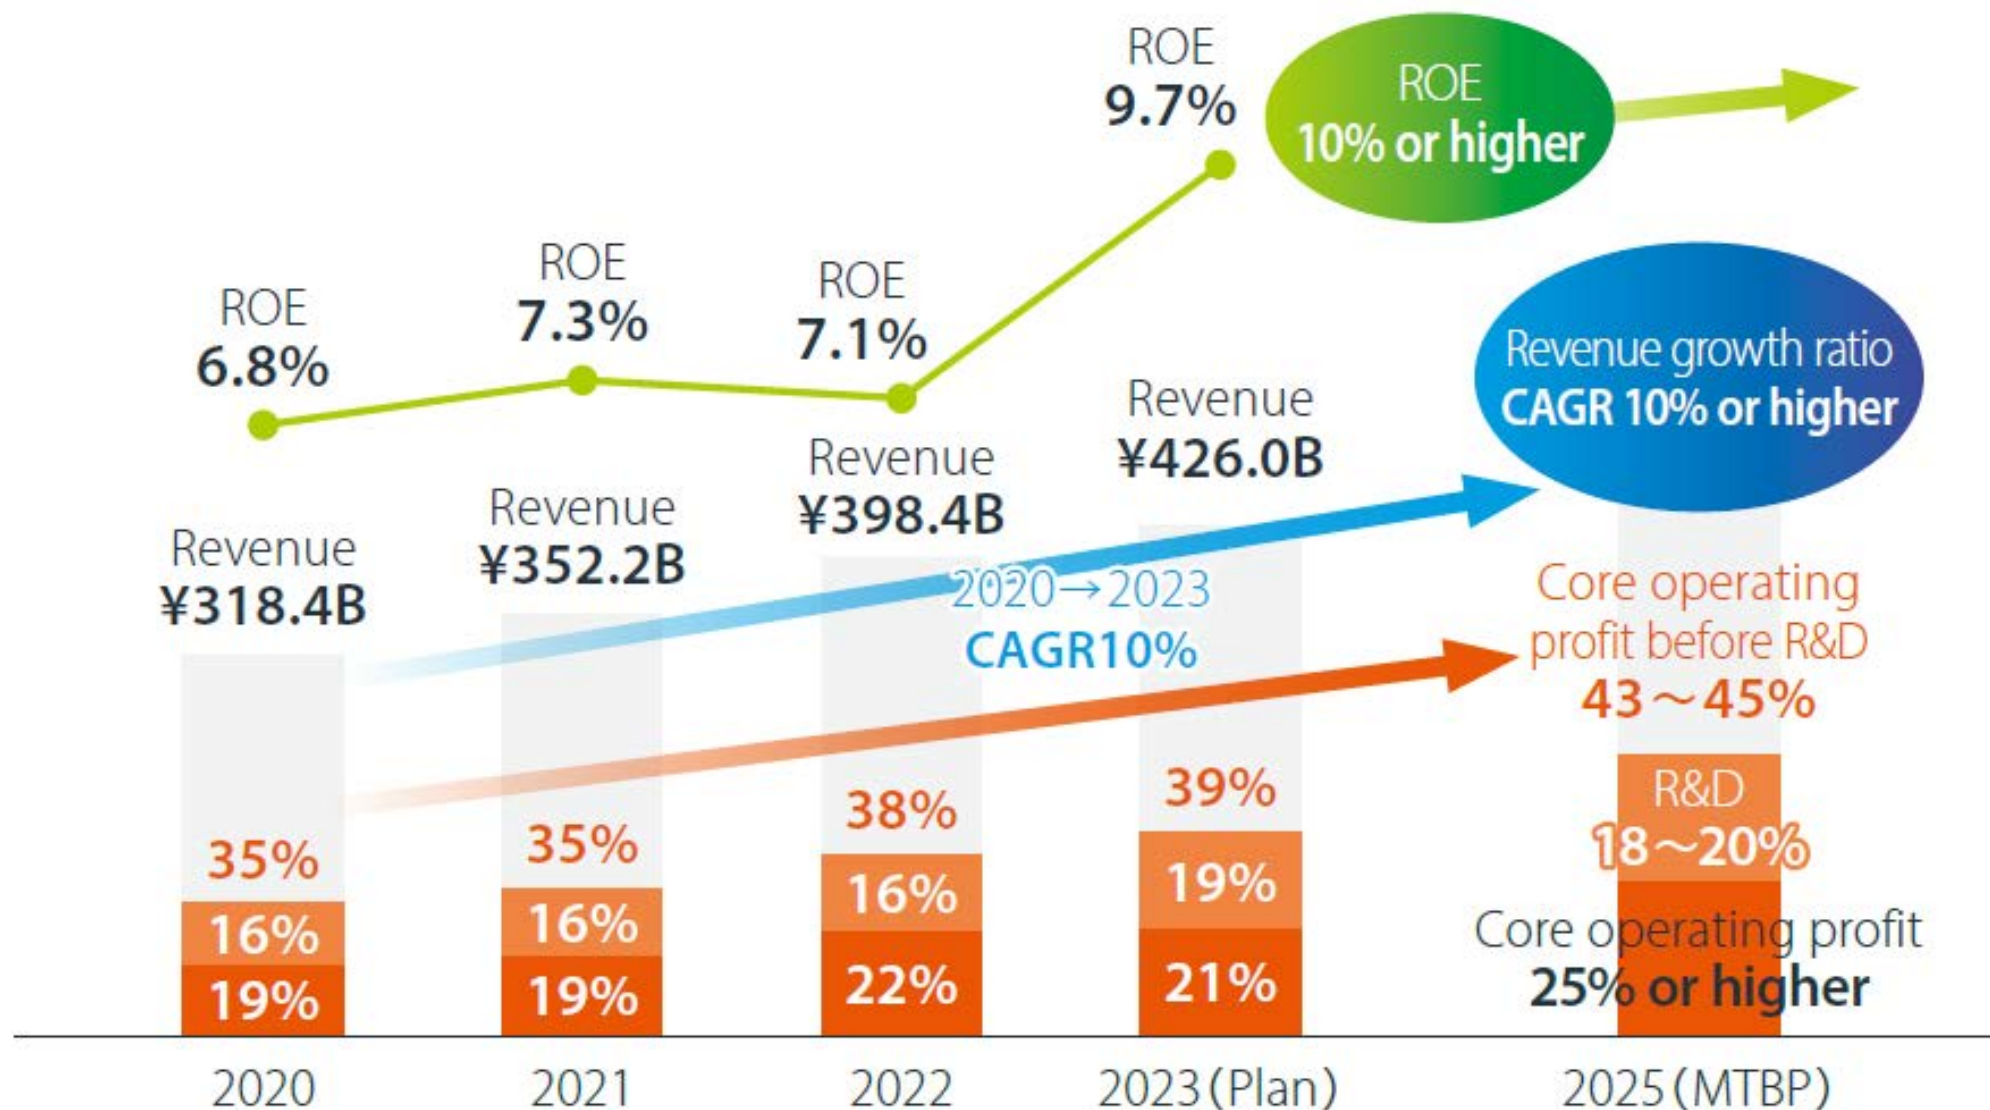 ROE
6.8%
ROE
7.3%
ROE
7.1%
ROE
9.7%
ROE
10% or higher
Revenue
¥318.4B
Revenue
¥352.2B
Revenue
¥398.4B
Revenue
¥426.0B
Revenue growth ratio
CAGR 10% or higher
2020→2023
CAGR10%
Core operating
profit before R&D
43～45%
35%
16%
19%
35%
16%
19%
38%
16%
22%
39%
19%
21%
R&D
18～20%
Core operating profit
25% or higher
2020
2021
2022
2023(Plan)
2025(MTBP)